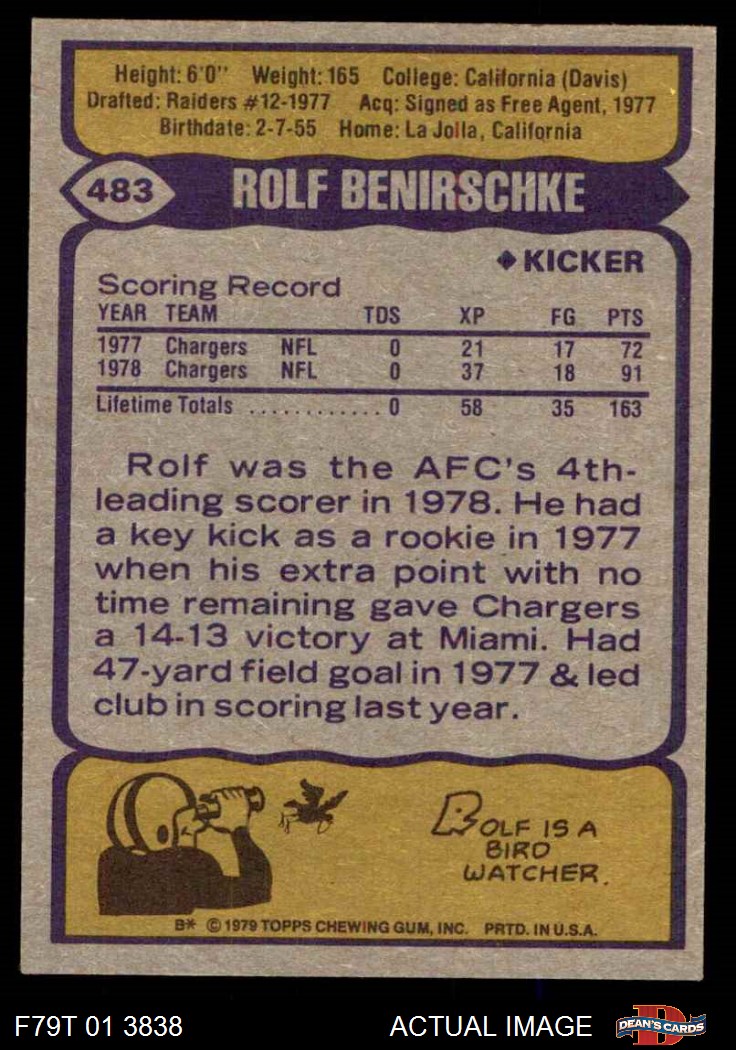 Height: 6'0" Weight: 165 College: California (Davis)
Drafted: Raiders #12-1977 Acq: Signed as Free Agent, 1977
Birthdate: 2-7-55 Home: La Jolla, California
483 ROLF BENIRSCHKE
KICKER
Scoring Record
YEAR TEAM TDS XP FG PTS
1977 Chargers NFL 0 21 17 72
1978 Chargers NFL 0 37 18 91
Lifetime Totals ............ 0 58 35 163
Rolf was the AFC's 4th-
leading scorer in 1978. He had
a key kick as a rookie in 1977
when his extra point with no
time remaining gave Chargers
a 14-13 victory at Miami. Had
47-yard field goal in 1977 & led
club in scoring last year.
ROLF IS A
BIRD
WATCHER.
B* © 1979 TOPPS CHEWING GUM, INC. PRTD. IN U.S.A.
F79T 01 3838 ACTUAL IMAGE D DEAN'S CARDS